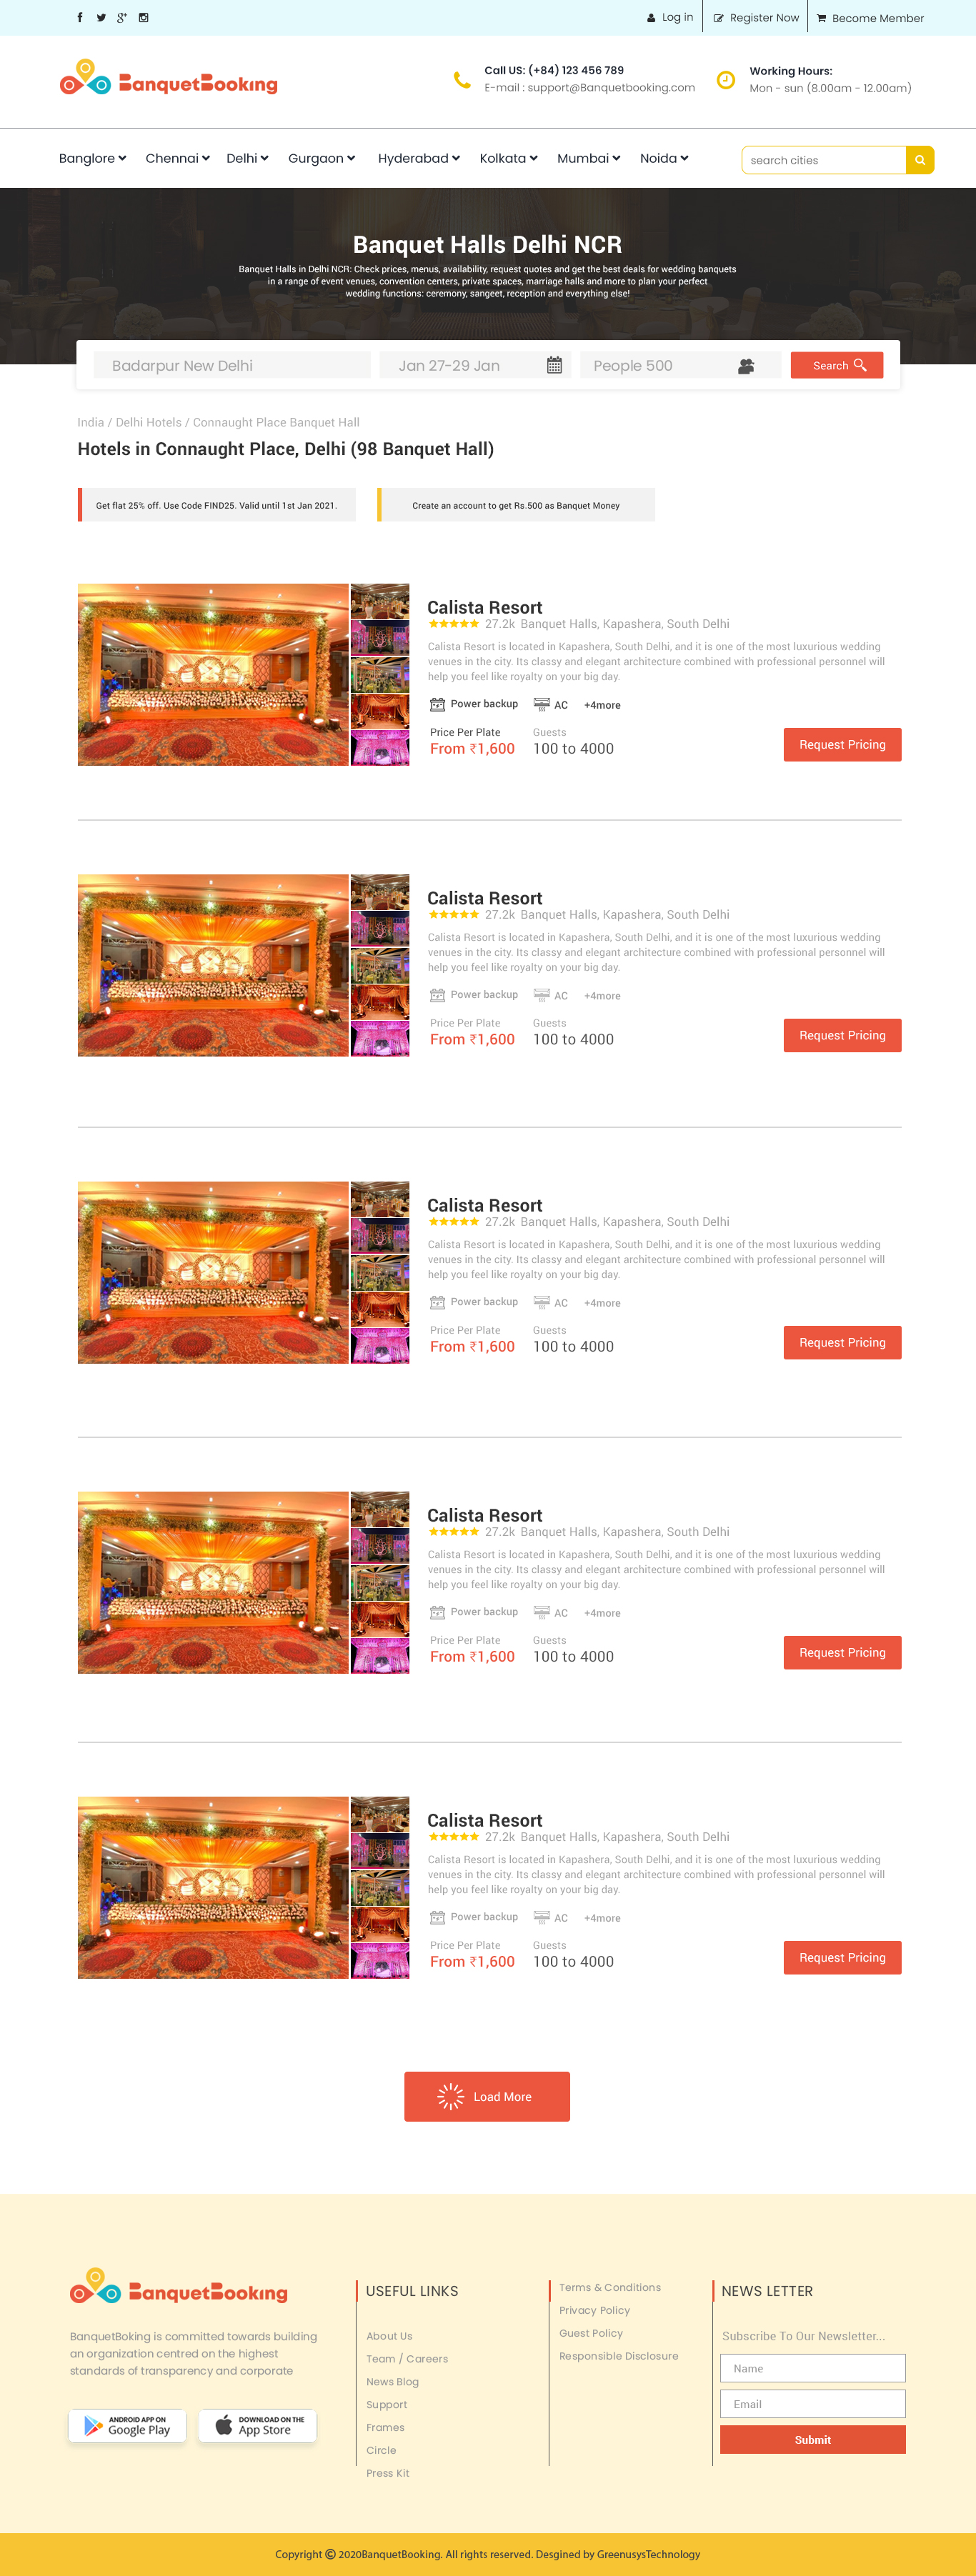 Log in
Register Now
Become Member
BanquetBooking
Call US: (+84) 123 456 789
E-mail : support@Banquetbooking.com
Working Hours:
Mon - sun (8.00am - 12.00am)
Banglore
Chennai
Delhi
Gurgaon
Hyderabad
Kolkata
Mumbai
Noida
search cities
Banquet Halls Delhi NCR
Banquet Halls in Delhi NCR: Check prices, menus, availability, request quotes and get the best deals for wedding banquets
in a range of event venues, convention centers, private spaces, marriage halls and more to plan your perfect
wedding functions: ceremony, sangeet, reception and everything else!
Badarpur New Delhi
Jan 27-29 Jan
People 500
Search
India / Delhi Hotels / Connaught Place Banquet Hall
Hotels in Connaught Place, Delhi (98 Banquet Hall)
Get flat 25% off. Use Code FIND25. Valid until 1st Jan 2021.
Create an account to get Rs.500 as Banquet Money
Calista Resort
27.2k Banquet Halls, Kapashera, South Delhi
Calista Resort is located in Kapashera, South Delhi, and it is one of the most luxurious wedding
venues in the city. Its classy and elegant architecture combined with professional personnel will
help you feel like royalty on your big day.
Power backup
AC
+4more
Price Per Plate
Guests
From ₹1,600
100 to 4000
Request Pricing
Calista Resort
27.2k Banquet Halls, Kapashera, South Delhi
Calista Resort is located in Kapashera, South Delhi, and it is one of the most luxurious wedding
venues in the city. Its classy and elegant architecture combined with professional personnel will
help you feel like royalty on your big day.
Power backup
AC
+4more
Price Per Plate
Guests
From ₹1,600
100 to 4000
Request Pricing
Calista Resort
27.2k Banquet Halls, Kapashera, South Delhi
Calista Resort is located in Kapashera, South Delhi, and it is one of the most luxurious wedding
venues in the city. Its classy and elegant architecture combined with professional personnel will
help you feel like royalty on your big day.
Power backup
AC
+4more
Price Per Plate
Guests
From ₹1,600
100 to 4000
Request Pricing
Calista Resort
27.2k Banquet Halls, Kapashera, South Delhi
Calista Resort is located in Kapashera, South Delhi, and it is one of the most luxurious wedding
venues in the city. Its classy and elegant architecture combined with professional personnel will
help you feel like royalty on your big day.
Power backup
AC
+4more
Price Per Plate
Guests
From ₹1,600
100 to 4000
Request Pricing
Calista Resort
27.2k Banquet Halls, Kapashera, South Delhi
Calista Resort is located in Kapashera, South Delhi, and it is one of the most luxurious wedding
venues in the city. Its classy and elegant architecture combined with professional personnel will
help you feel like royalty on your big day.
Power backup
AC
+4more
Price Per Plate
Guests
From ₹1,600
100 to 4000
Request Pricing
Load More
BanquetBooking
BanquetBoking is committed towards building
an organization centred on the highest
standards of transparency and corporate
ANDROID APP ON
Google Play
DOWNLOAD ON THE
App Store
USEFUL LINKS
About Us
Team / Careers
News Blog
Support
Frames
Circle
Press Kit
Terms & Conditions
Privacy Policy
Guest Policy
Responsible Disclosure
NEWS LETTER
Subscribe To Our Newsletter...
Name
Email
Submit
Copyright © 2020BanquetBooking. All rights reserved. Desgined by GreenusysTechnology